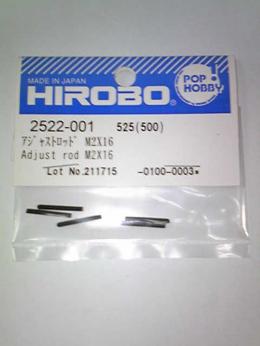 MADE IN JAPAN
HIROBO®
POP HOBBY
2522-001 525(500)
ｱｼﾞｬｽﾄﾛｯﾄﾞ M2X16
Adjust rod M2X16
Lot No.211715 -0100-0003*